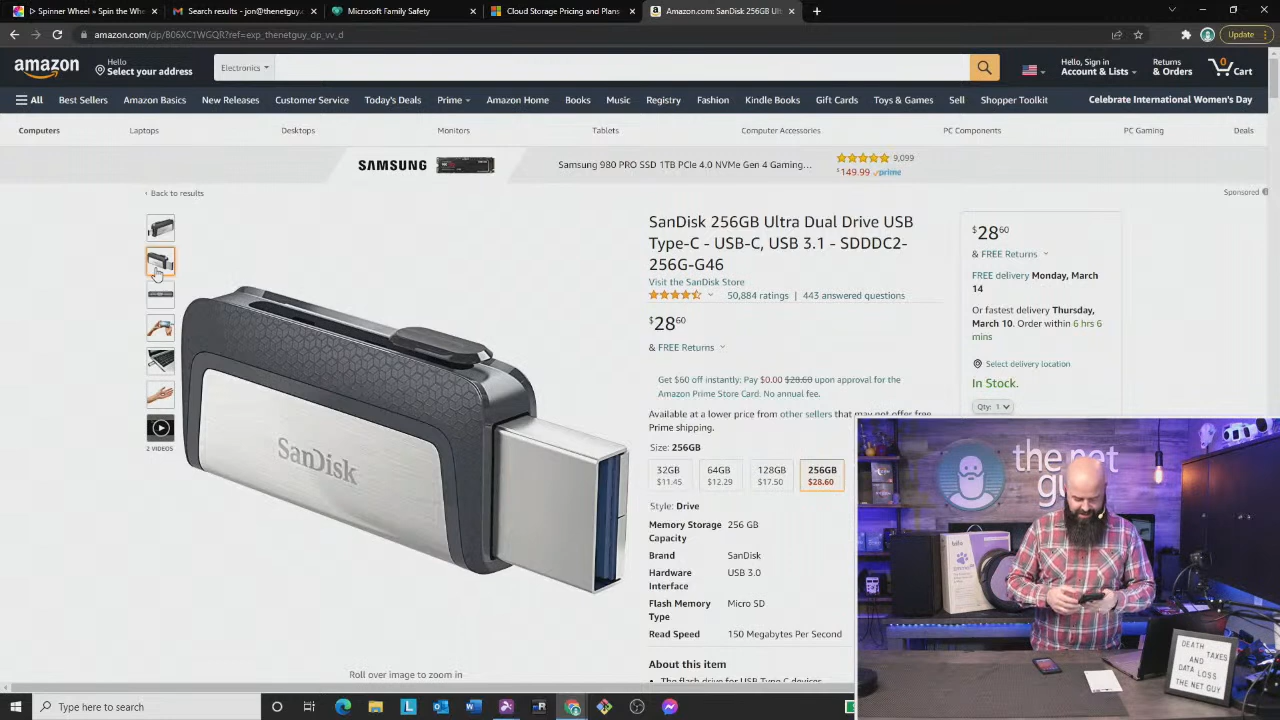 Spinner Wheel » Spin the Whe
Search results - jon@thenetguy.
Microsoft Family Safety
Cloud Storage Pricing and Plans
Amazon.com: SanDisk 256GB Ult
amazon.com/dp/B06XC1WGQR?ref=exp_thenetguy_dp_vv_d
Update
amazon
Hello
Select your address
Electronics
Hello, Sign in
Account & Lists
Returns
& Orders
0
Cart
All
Best Sellers
Amazon Basics
New Releases
Customer Service
Today's Deals
Prime
Amazon Home
Books
Music
Registry
Fashion
Kindle Books
Gift Cards
Toys & Games
Sell
Shopper Toolkit
Celebrate International Women's Day
Computers
Laptops
Desktops
Monitors
Tablets
Computer Accessories
PC Components
PC Gaming
Deals
SAMSUNG
Samsung 980 PRO SSD 1TB PCIe 4.0 NVMe Gen 4 Gaming...
9,099
$149.99 prime
‹ Back to results
Sponsored
SanDisk 256GB Ultra Dual Drive USB
Type-C - USB-C, USB 3.1 - SDDDC2-
256G-G46
Visit the SanDisk Store
50,884 ratings | 443 answered questions
$28 60
& FREE Returns
Get $60 off instantly: Pay $0.00 $28.60 upon approval for the
Amazon Prime Store Card. No annual fee.
Available at a lower price from other sellers that may not offer free
Prime shipping.
Size: 256GB
32GB
$11.45
64GB
$12.29
128GB
$17.50
256GB
$28.60
Style: Drive
Memory Storage
Capacity
256 GB
Brand
SanDisk
Hardware
Interface
USB 3.0
Flash Memory
Type
Micro SD
Read Speed
150 Megabytes Per Second
About this item
• The flash drive for USB Type C devices
$28 60
& FREE Returns
FREE delivery Monday, March
14
Or fastest delivery Thursday,
March 10. Order within 6 hrs 6
mins
Select delivery location
In Stock.
Qty: 1
2 VIDEOS
SanDisk
Roll over image to zoom in
the net
gu
DEATH TAXES
AND
DATA LOSS
THE NET GUY
Type here to search